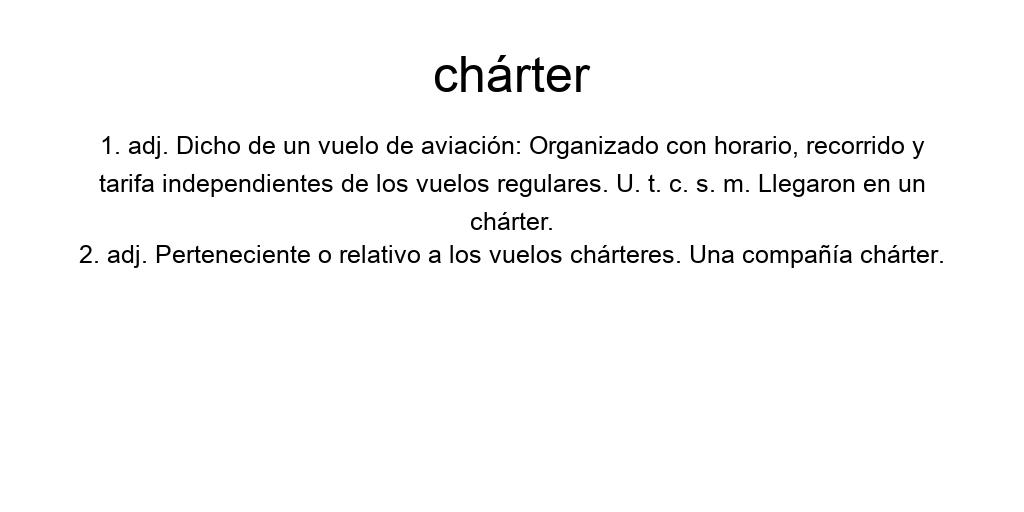 chárter
1. adj. Dicho de un vuelo de aviación: Organizado con horario, recorrido y
tarifa independientes de los vuelos regulares. U. t. c. s. m. Llegaron en un
chárter.
2. adj. Perteneciente o relativo a los vuelos chárteres. Una compañía chárter.